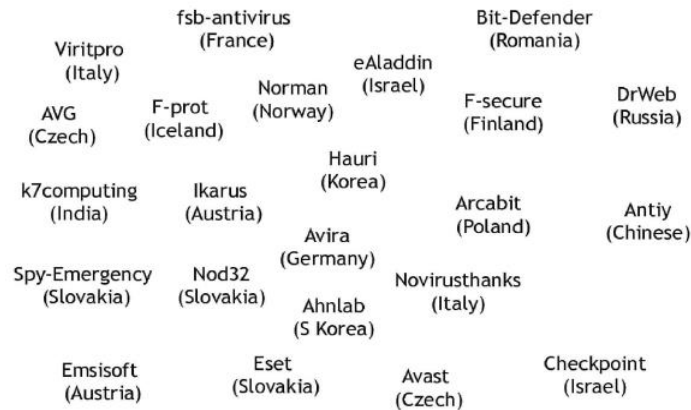 fsb-antivirus
(France)
Bit-Defender
(Romania)
Viritpro
(Italy)
eAladdin
(Israel)
Norman
(Norway)
AVG
(Czech)
F-prot
(Iceland)
F-secure
(Finland)
DrWeb
(Russia)
Hauri
(Korea)
k7computing
(India)
Ikarus
(Austria)
Arcabit
(Poland)
Antiy
(Chinese)
Avira
(Germany)
Spy-Emergency
(Slovakia)
Nod32
(Slovakia)
Novirusthanks
(Italy)
Ahnlab
(S Korea)
Emsisoft
(Austria)
Eset
(Slovakia)
Avast
(Czech)
Checkpoint
(Israel)